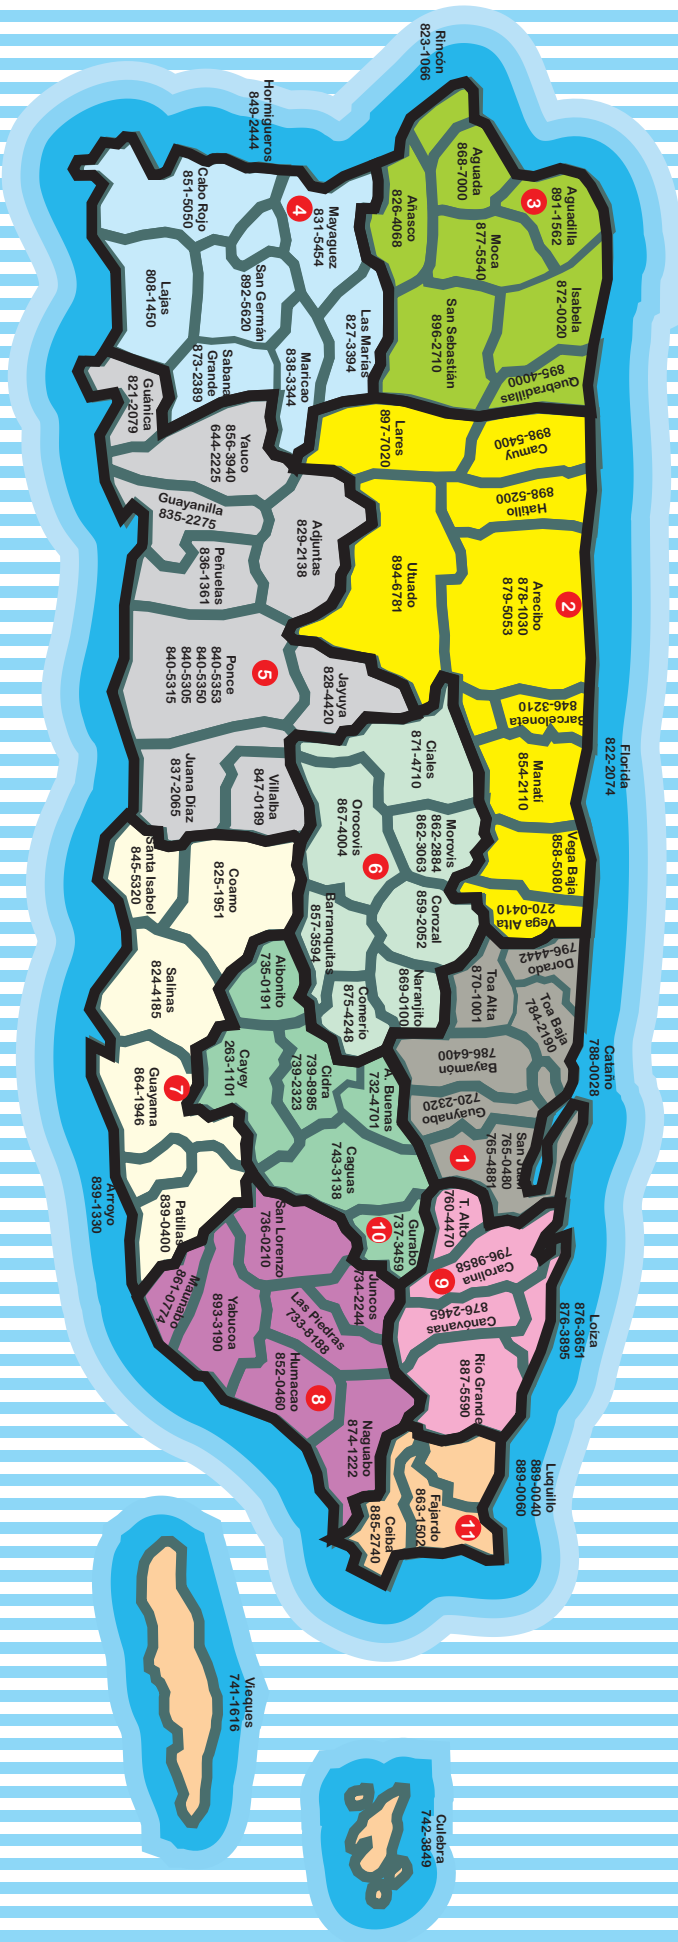 Rincón
823-1066
Aguadilla
891-1562
3
Aguada
868-7000
Moca
877-5540
Isabela
872-0020
Quebradillas
895-4000
Añasco
826-4068
San Sebastián
896-2710
Hormigueros
849-2444
4
Mayaguez
831-5454
Las Marías
827-3394
Maricao
838-3344
Cabo Rojo
851-5050
San Germán
892-5620
Sabana
Grande
873-2389
Lajas
808-1450
Camuy
898-5400
Hatillo
898-5200
2
Arecibo
878-1030
879-5053
Barceloneta
846-3210
Florida
822-2074
Manatí
854-2110
Vega Baja
858-5080
Vega Alta
270-0410
Lares
897-7020
Utuado
894-6781
Guánica
821-2079
Yauco
856-3940
644-2225
Guayanilla
835-2275
Adjuntas
829-2138
Peñuelas
836-1361
5
Ponce
840-5353
840-5350
840-5305
840-5315
Jayuya
828-4420
Villalba
847-0189
Juana Díaz
837-2065
Ciales
871-4710
Morovis
862-2884
862-3063
Orocovis
867-4004
6
Corozal
859-2052
Naranjito
869-0100
Barranquitas
857-3594
Comerío
875-4248
Dorado
796-4442
Toa Alta
870-1001
Toa Baja
784-2190
Cataño
788-0028
Bayamón
786-6400
Guaynabo
720-2320
San Juan
765-0480
765-4881
1
Coamo
825-1951
Santa Isabel
845-5320
Salinas
824-4185
7
Guayama
864-1946
Arroyo
839-1330
Patillas
839-0400
Aibonito
735-0191
Cayey
263-1101
Cidra
739-8985
739-2323
A. Buenas
732-4701
Caguas
743-3138
10
Gurabo
737-3459
T. Alto
760-4470
9
Carolina
796-9858
Canovanas
876-2465
Loíza
876-3651
876-3895
Río Grande
887-5590
San Lorenzo
736-0210
Juncos
734-2244
Las Piedras
733-8188
8
Humacao
852-0460
Yabucoa
893-3190
Maunabo
861-0774
Naguabo
874-1222
Luquillo
889-0040
889-0060
11
Fajardo
863-1502
Ceiba
885-2740
Vieques
741-1616
Culebra
742-3849